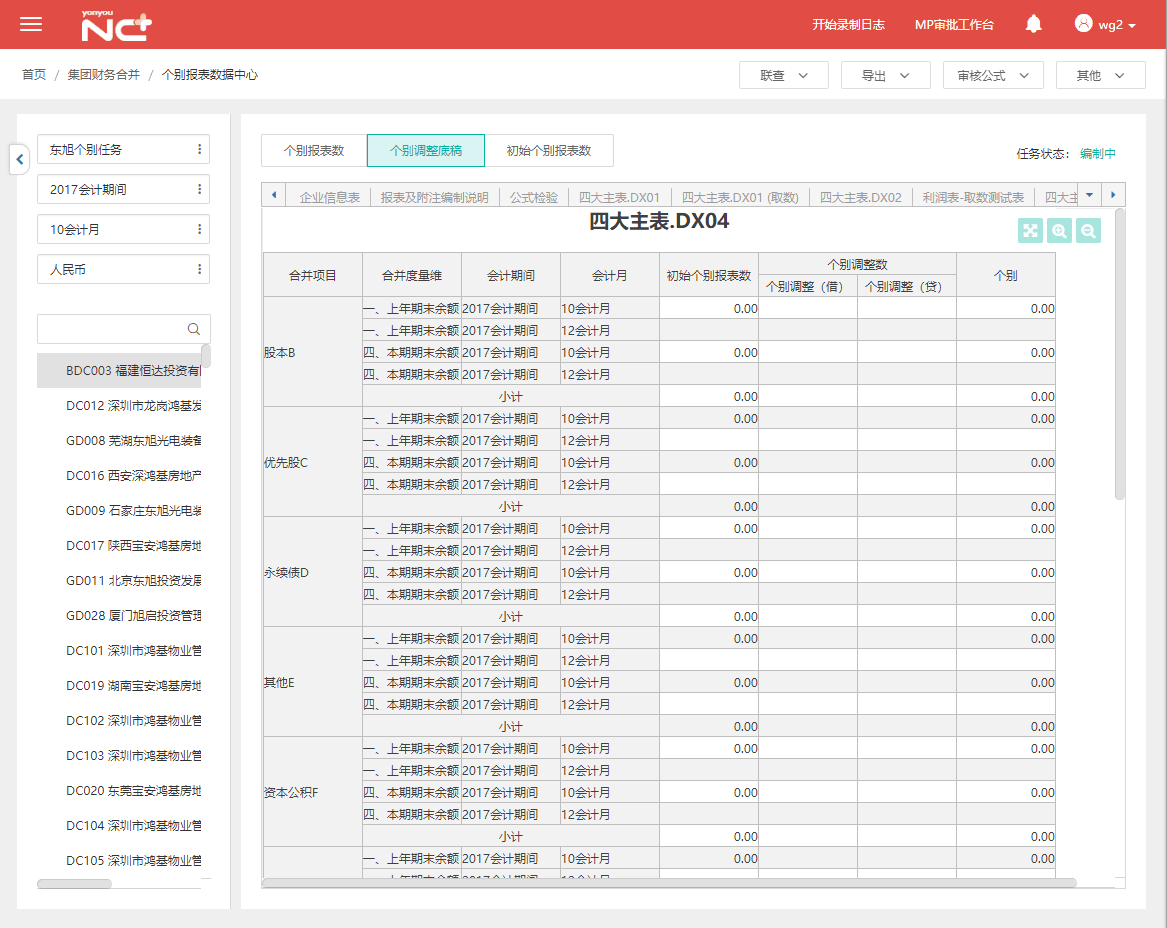 yonyou
NC+
开始录制日志 MP审批工作台 wg2
首页 / 集团财务合并 / 个别报表数据中心
联查 导出 审核公式 其他
东旭个别任务
2017会计期间
10会计月
人民币
BDC003 福建恒达投资有
DC012 深圳市龙岗鸿基发
GD008 芜湖东旭光电装备
DC016 西安深鸿基房地产
GD009 石家庄东旭光电装
DC017 陕西宝安鸿基房地
GD011 北京东旭投资发展
GD028 厦门旭启投资管理
DC101 深圳市鸿基物业管
DC019 湖南宝安鸿基房地
DC102 深圳市鸿基物业管
DC103 深圳市鸿基物业管
DC020 东莞宝安鸿基房地
DC104 深圳市鸿基物业管
DC105 深圳市鸿基物业管
个别报表数 个别调整底稿 初始个别报表数
任务状态： 编制中
企业信息表 报表及附注编制说明 公式检验 四大主表.DX01 四大主表.DX01 (取数) 四大主表.DX02 利润表-取数测试表 四大主
四大主表.DX04
合并项目 合并度量维 会计期间 会计月 初始个别报表数 个别调整数 个别
个别调整（借） 个别调整（贷）
股本B
一、上年期末余额 2017会计期间 10会计月 0.00 0.00
一、上年期末余额 2017会计期间 12会计月
四、本期期末余额 2017会计期间 10会计月 0.00 0.00
四、本期期末余额 2017会计期间 12会计月
小计 0.00 0.00
优先股C
一、上年期末余额 2017会计期间 10会计月 0.00 0.00
一、上年期末余额 2017会计期间 12会计月
四、本期期末余额 2017会计期间 10会计月 0.00 0.00
四、本期期末余额 2017会计期间 12会计月
小计 0.00 0.00
永续债D
一、上年期末余额 2017会计期间 10会计月 0.00 0.00
一、上年期末余额 2017会计期间 12会计月
四、本期期末余额 2017会计期间 10会计月 0.00 0.00
四、本期期末余额 2017会计期间 12会计月
小计 0.00 0.00
其他E
一、上年期末余额 2017会计期间 10会计月 0.00 0.00
一、上年期末余额 2017会计期间 12会计月
四、本期期末余额 2017会计期间 10会计月 0.00 0.00
四、本期期末余额 2017会计期间 12会计月
小计 0.00 0.00
资本公积F
一、上年期末余额 2017会计期间 10会计月 0.00 0.00
一、上年期末余额 2017会计期间 12会计月
四、本期期末余额 2017会计期间 10会计月 0.00 0.00
四、本期期末余额 2017会计期间 12会计月
小计 0.00 0.00
一、上年期末余额 2017会计期间 10会计月 0.00 0.00